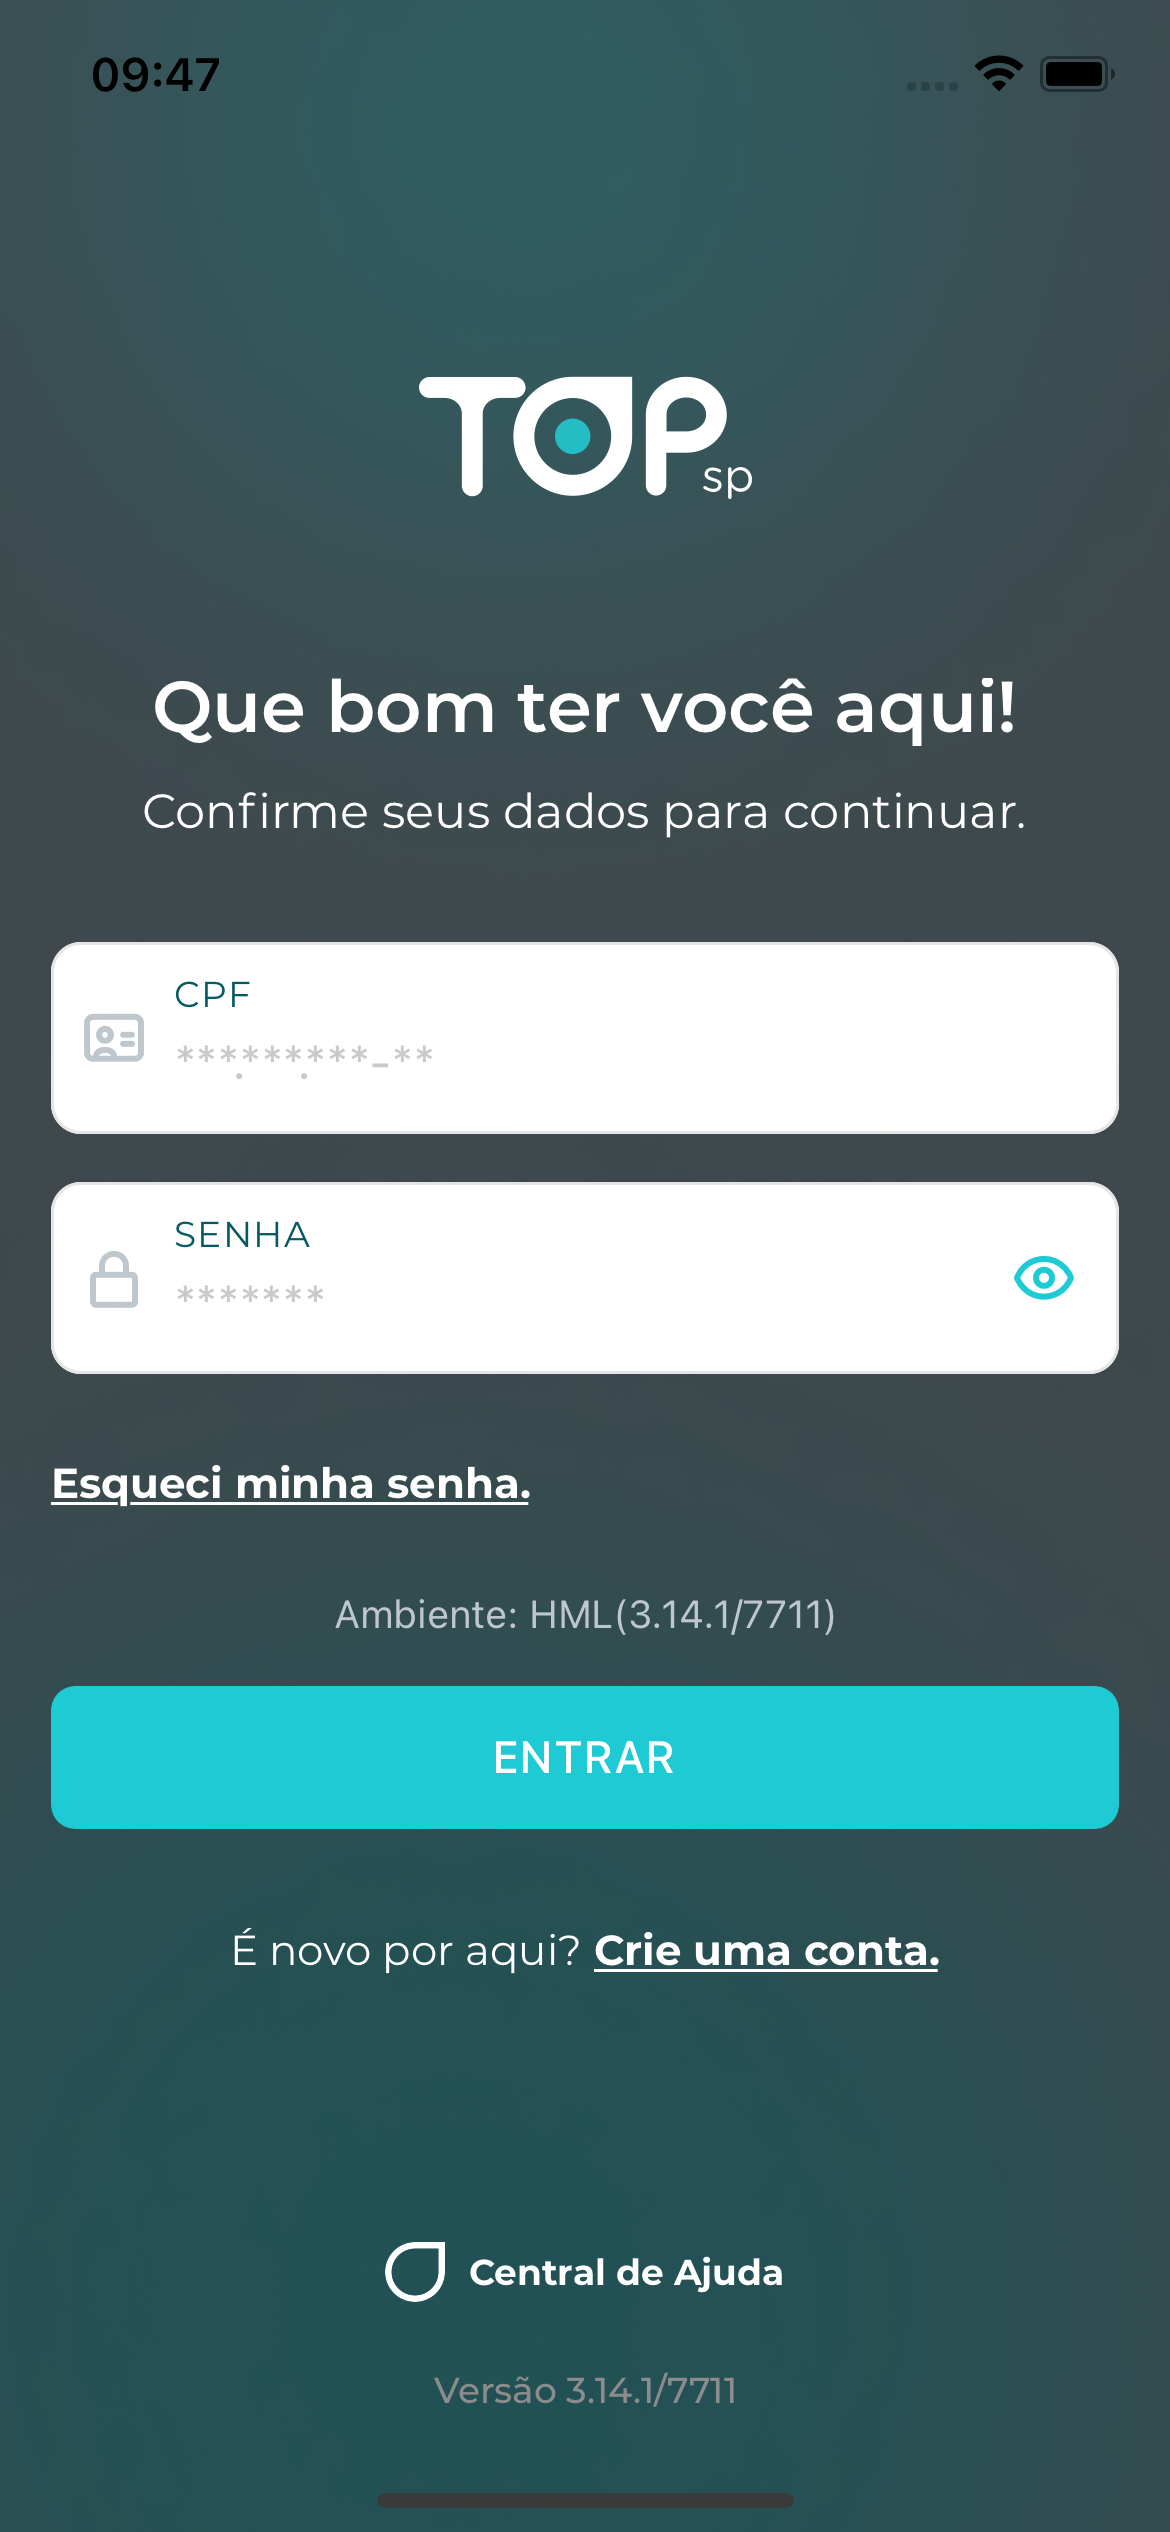 09:47
TOP
sp
Que bom ter você aqui!
Confirme seus dados para continuar.
CPF
***.***.***-**
SENHA
*******
Esqueci minha senha.
Ambiente: HML(3.14.1/7711)
ENTRAR
É novo por aqui? Crie uma conta.
Central de Ajuda
Versão 3.14.1/7711